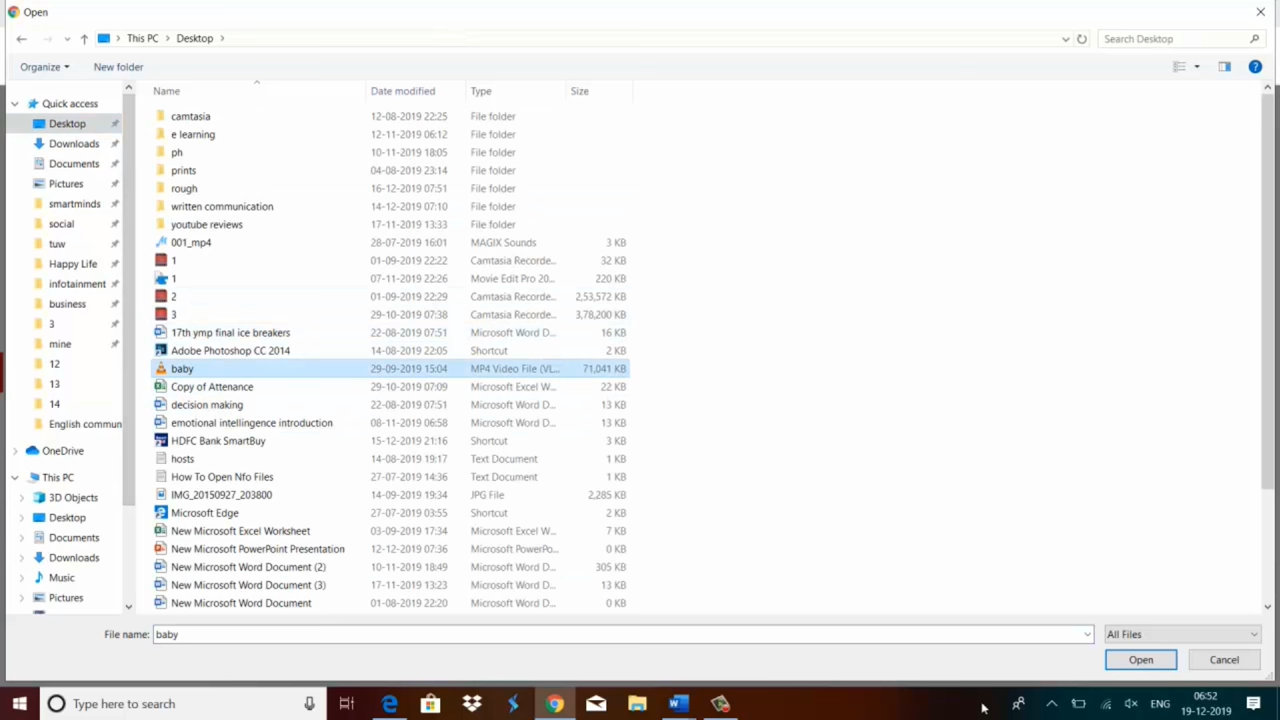 Open
This PC > Desktop >
Search Desktop
Organize
New folder
Quick access
Desktop
Downloads
Documents
Pictures
smartminds
social
tuw
Happy Life
infotainment
business
3
mine
12
13
14
English commun
OneDrive
This PC
3D Objects
Desktop
Documents
Downloads
Music
Pictures
Name Date modified Type Size
camtasia 12-08-2019 22:25 File folder
e learning 12-11-2019 06:12 File folder
ph 10-11-2019 18:05 File folder
prints 04-08-2019 23:14 File folder
rough 16-12-2019 07:51 File folder
written communication 14-12-2019 07:10 File folder
youtube reviews 17-11-2019 13:33 File folder
001_mp4 28-07-2019 16:01 MAGIX Sounds 3 KB
1 01-09-2019 22:22 Camtasia Recorde... 32 KB
1 07-11-2019 22:26 Movie Edit Pro 20... 220 KB
2 01-09-2019 22:29 Camtasia Recorde... 2,53,572 KB
3 29-10-2019 07:38 Camtasia Recorde... 3,78,200 KB
17th ymp final ice breakers 22-08-2019 07:51 Microsoft Word D... 16 KB
Adobe Photoshop CC 2014 14-08-2019 22:05 Shortcut 2 KB
baby 29-09-2019 15:04 MP4 Video File (VL... 71,041 KB
Copy of Attenance 29-10-2019 07:09 Microsoft Excel W... 22 KB
decision making 22-08-2019 07:51 Microsoft Word D... 13 KB
emotional intellingence introduction 08-11-2019 06:58 Microsoft Word D... 13 KB
HDFC Bank SmartBuy 15-12-2019 21:16 Shortcut 3 KB
hosts 14-08-2019 19:17 Text Document 1 KB
How To Open Nfo Files 27-07-2019 14:36 Text Document 1 KB
IMG_20150927_203800 14-09-2019 19:34 JPG File 2,285 KB
Microsoft Edge 27-07-2019 03:55 Shortcut 2 KB
New Microsoft Excel Worksheet 03-09-2019 17:34 Microsoft Excel W... 7 KB
New Microsoft PowerPoint Presentation 12-12-2019 07:36 Microsoft PowerPo... 0 KB
New Microsoft Word Document (2) 10-11-2019 18:49 Microsoft Word D... 305 KB
New Microsoft Word Document (3) 17-11-2019 13:23 Microsoft Word D... 13 KB
New Microsoft Word Document 01-08-2019 22:20 Microsoft Word D... 0 KB
File name: baby
All Files
Open
Cancel
Type here to search
ENG
06:52
19-12-2019